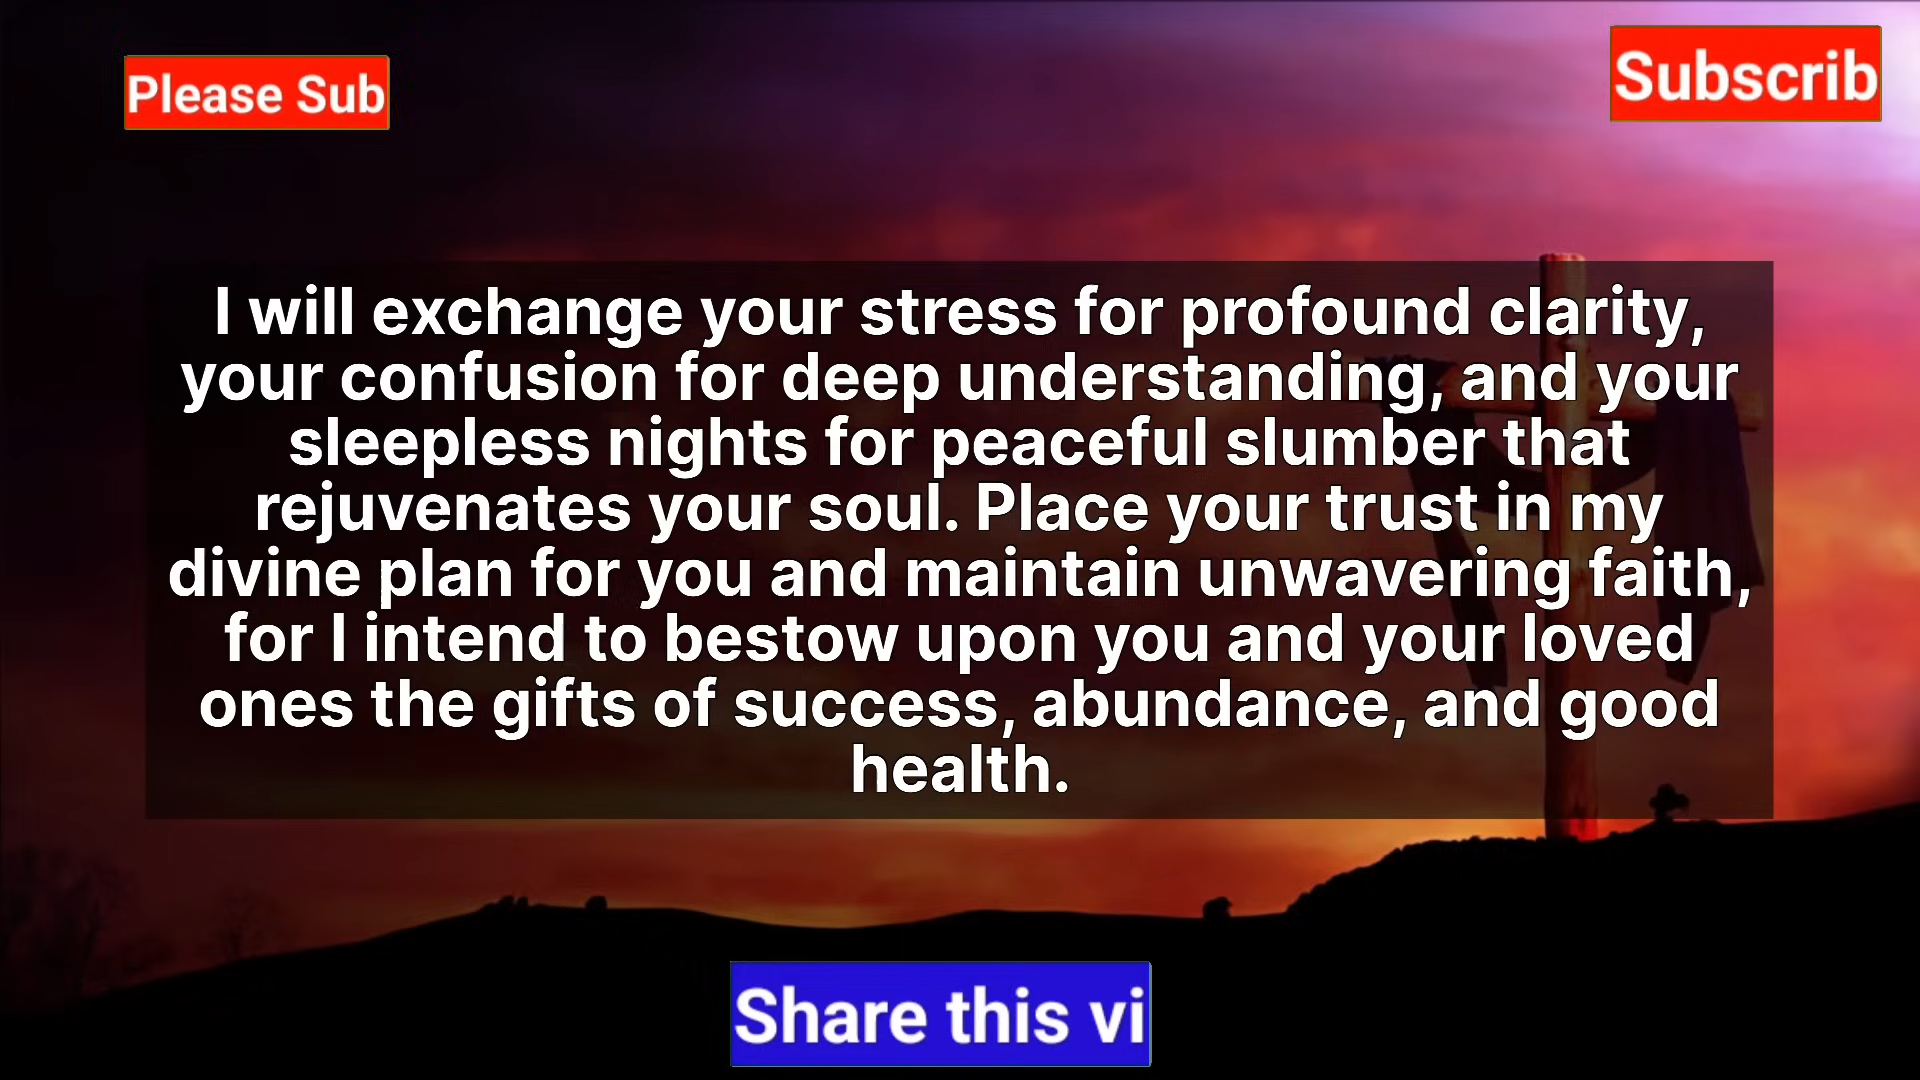 Please Sub
Subscrib
I will exchange your stress for profound clarity,
your confusion for deep understanding, and your
sleepless nights for peaceful slumber that
rejuvenates your soul. Place your trust in my
divine plan for you and maintain unwavering faith,
for I intend to bestow upon you and your loved
ones the gifts of success, abundance, and good
health.
Share this vi